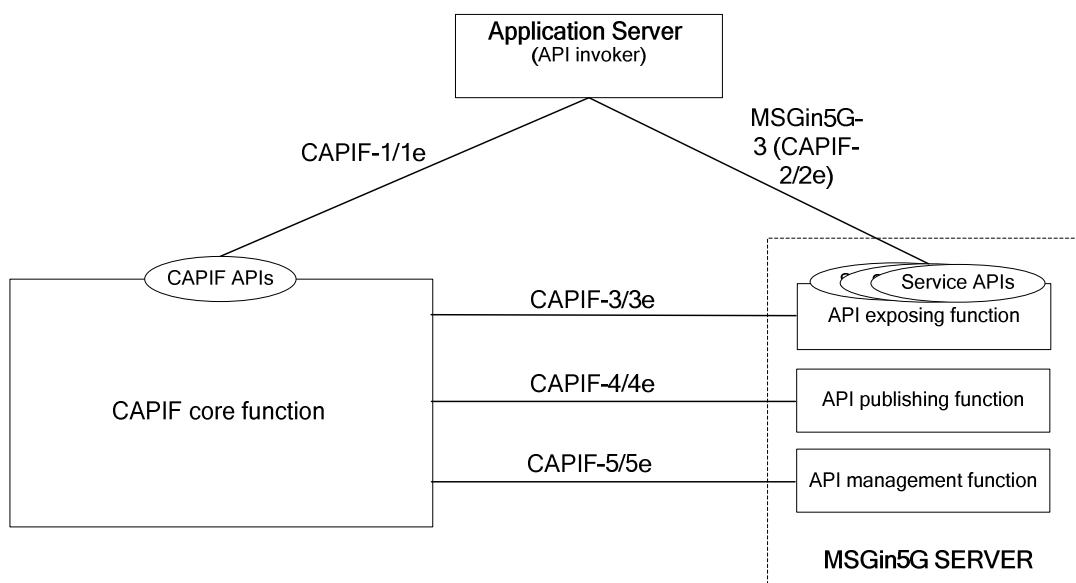 Application Server
(API invoker)
MSGin5G-
3 (CAPIF-
2/2e)
CAPIF-1/1e
CAPIF APIs
Service APIs
CAPIF-3/3e
API exposing function
CAPIF-4/4e
CAPIF core function
API publishing function
CAPIF-5/5e
API management function
MSGin5G SERVER